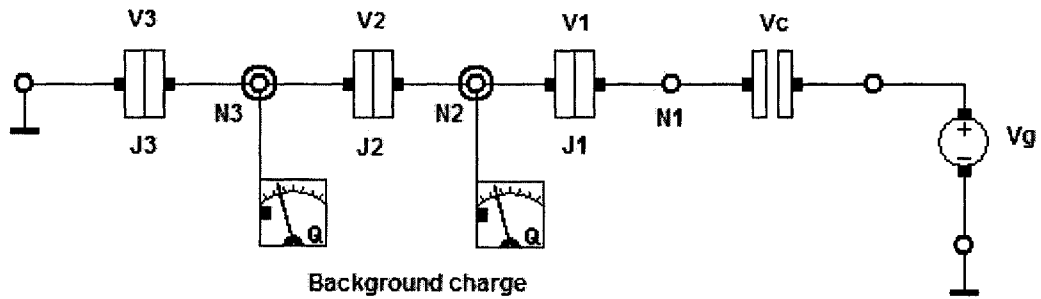 V3 V2 V1 Vc
N3 N2 N1 Vg
J3 J2 J1
Q Q
Background charge